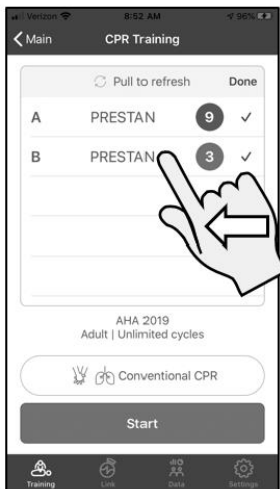 Verizon 8:52 AM 96%
Main CPR Training
Pull to refresh Done
A PRESTAN 9
B PRESTAN 3
AHA 2019
Adult | Unlimited cycles
Conventional CPR
Start
Training Link Data Settings